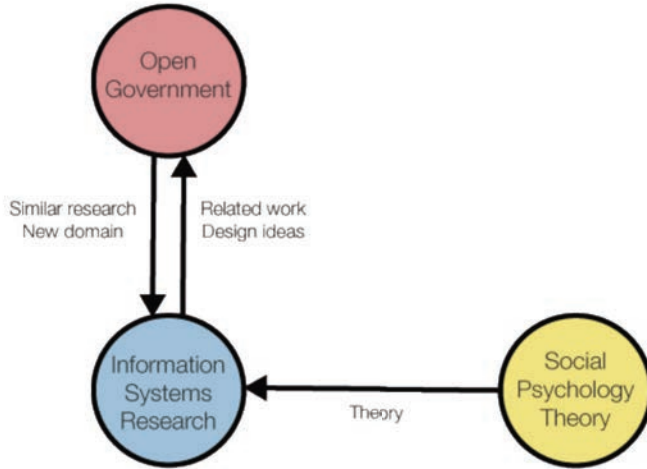 Open
Government
Similar research
New domain
Related work
Design ideas
Information
Systems
Research
Theory
Social
Psychology
Theory